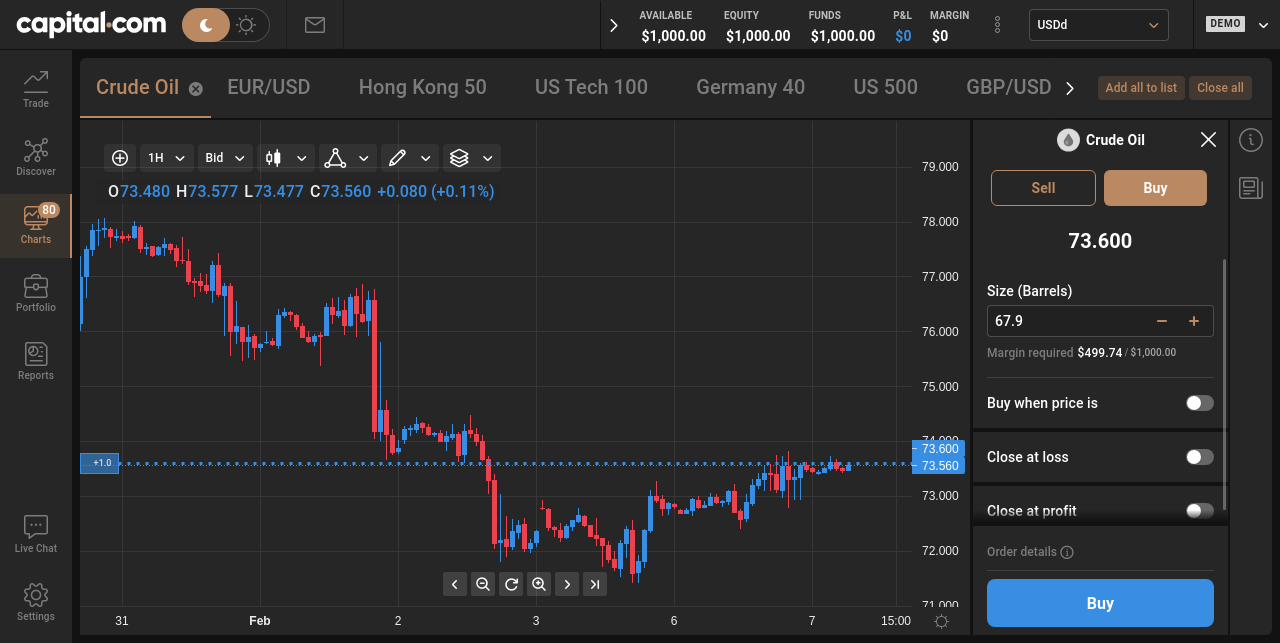 capital.com
AVAILABLE EQUITY FUNDS P&L MARGIN
$1,000.00 $1,000.00 $1,000.00 $0 $0
USDd
DEMO
Trade
Discover
80
Charts
Portfolio
Reports
Live Chat
Settings
Crude Oil EUR/USD Hong Kong 50 US Tech 100 Germany 40 US 500 GBP/USD
Add all to list Close all
1H Bid
O73.480 H73.577 L73.477 C73.560 +0.080 (+0.11%)
79.000
78.000
77.000
76.000
75.000
74.000
73.600
73.560
73.000
72.000
71.000
+1.0
31 Feb 2 3 6 7 15:00
Crude Oil
Sell Buy
73.600
Size (Barrels)
67.9
Margin required $499.74 / $1,000.00
Buy when price is
Close at loss
Close at profit
Order details
Buy